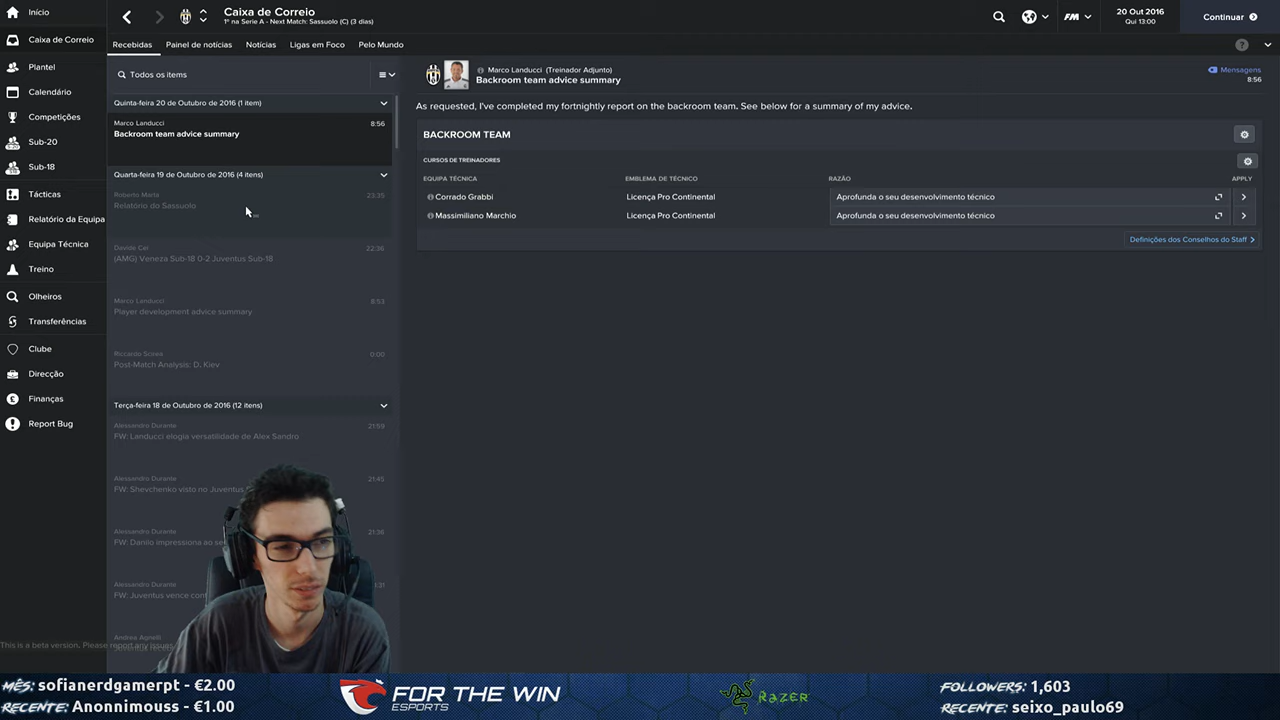 Início
Caixa de Correio
Plantel
Calendário
Competições
Sub-20
Sub-18
Tácticas
Relatório da Equipa
Equipa Técnica
Treino
Olheiros
Transferências
Clube
Direcção
Finanças
Report Bug
Caixa de Correio
1º na Serie A - Next Match: Sassuolo (C) (3 dias)
FM
20 Out 2016
Qui 13:00
Continuar
Recebidas
Painel de notícias
Notícias
Ligas em Foco
Pelo Mundo
Todos os items
Quinta-feira 20 de Outubro de 2016 (1 item)
Marco Landucci 8:56
Backroom team advice summary
Quarta-feira 19 de Outubro de 2016 (4 itens)
Roberto Marta 23:35
Relatório do Sassuolo
Davide Cei 22:36
(AMG) Veneza Sub-18 0-2 Juventus Sub-18
Marco Landucci 8:53
Player development advice summary
Riccardo Scirea 0:00
Post-Match Analysis: D. Kiev
Terça-feira 18 de Outubro de 2016 (12 itens)
Alessandro Durante 21:59
FW: Landucci elogia versatilidade de Alex Sandro
Alessandro Durante 21:45
FW: Shevchenko visto no Juventus
Alessandro Durante 21:36
FW: Danilo impressiona ao se
Alessandro Durante
FW: Juventus vence cont
Andrea Agnelli
This is a beta version. Please report any issues
Marco Landucci (Treinador Adjunto)
Backroom team advice summary
Mensagens
8:56
As requested, I've completed my fortnightly report on the backroom team. See below for a summary of my advice.
BACKROOM TEAM
CURSOS DE TREINADORES
EQUIPA TÉCNICA EMBLEMA DE TÉCNICO RAZÃO APPLY
Corrado Grabbi Licença Pro Continental Aprofunda o seu desenvolvimento técnico
Massimiliano Marchio Licença Pro Continental Aprofunda o seu desenvolvimento técnico
Definições dos Conselhos do Staff
MÊS: sofianerdgamerpt - €2.00
RECENTE: Anonnimouss - €1.00
FOR THE WIN
ESPORTS
RAZER
FOLLOWERS: 1,603
RECENTE: seixo_paulo69